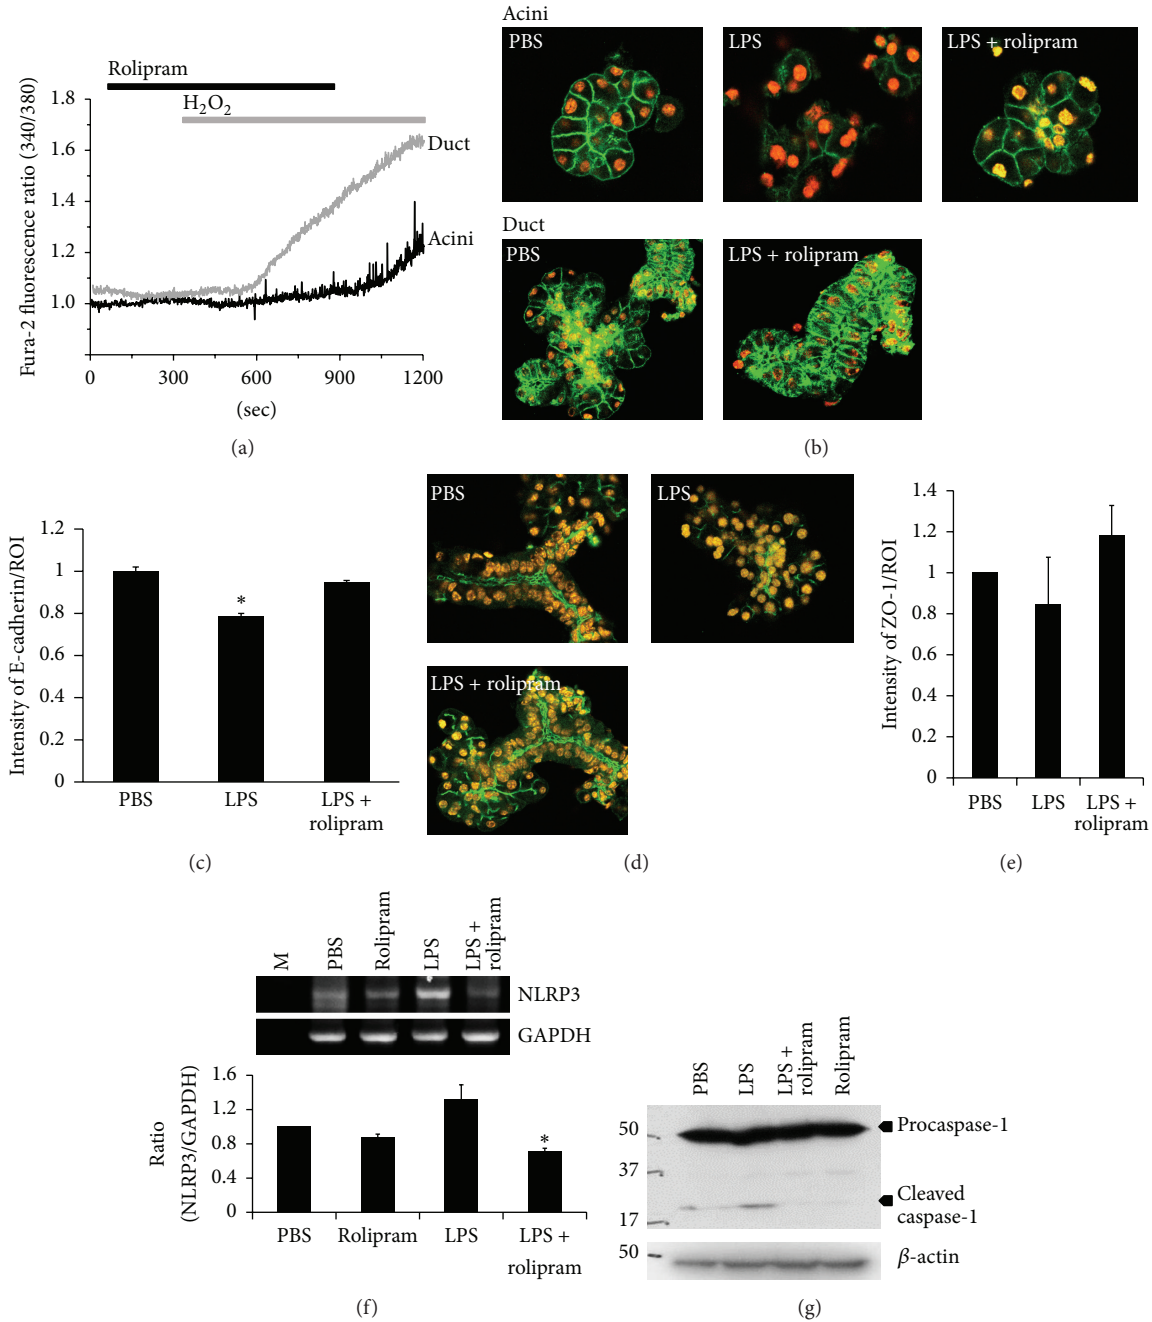 Rolipram
H₂O₂
Fura-2 fluorescence ratio (340/380)
1.8
1.6
1.4
1.2
1.0
Duct
Acini
0
300
600
900
1200
(sec)
(a)
Acini
PBS
LPS
LPS + rolipram
Duct
PBS
LPS + rolipram
(b)
Intensity of E-cadherin/ROI
1.2
1
0.8
0.6
0.4
0.2
0
*
PBS
LPS
LPS +
rolipram
(c)
PBS
LPS
LPS + rolipram
(d)
Intensity of ZO-1/ROI
1.4
1.2
1
0.8
0.6
0.4
0.2
0
PBS
LPS
LPS +
rolipram
(e)
M
PBS
Rolipram
LPS
LPS +
rolipram
NLRP3
GAPDH
Ratio
(NLRP3/GAPDH)
1.6
1.2
0.8
0.4
0
*
PBS
Rolipram
LPS
LPS +
rolipram
(f)
PBS
LPS
LPS +
rolipram
Rolipram
50
37
17
50
Procaspase-1
Cleaved
caspase-1
β-actin
(g)